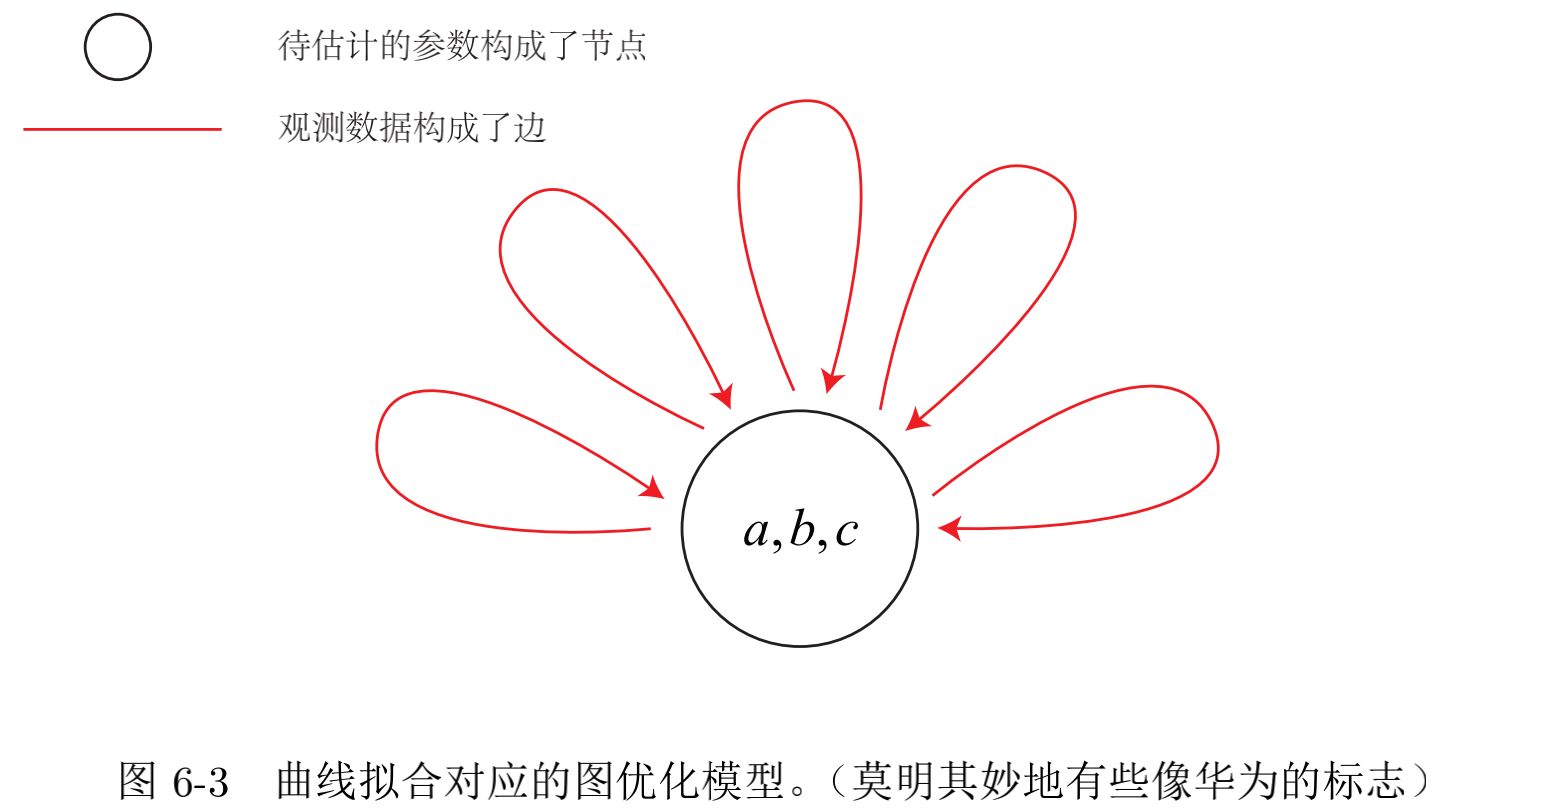 待估计的参数构成了节点
观测数据构成了边
a,b,c
图 6-3 曲线拟合对应的图优化模型。（莫明其妙地有些像华为的标志）